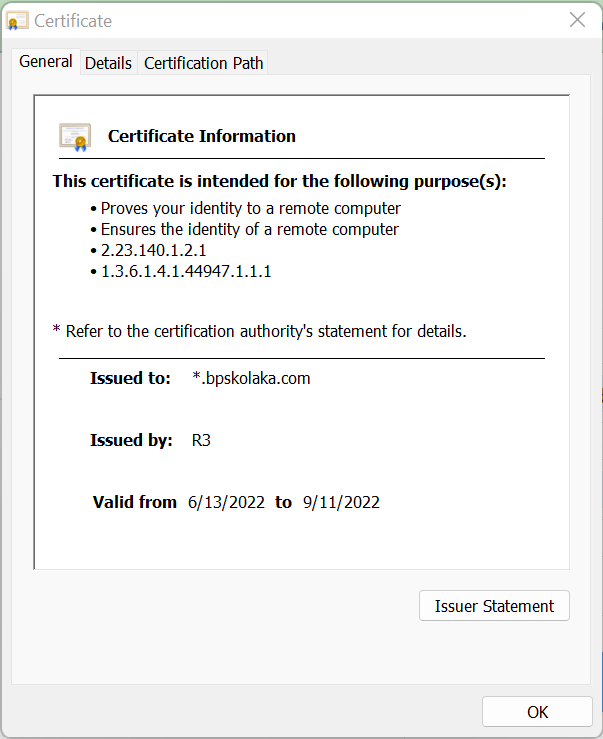 Certificate
General Details Certification Path
Certificate Information
This certificate is intended for the following purpose(s):
• Proves your identity to a remote computer
• Ensures the identity of a remote computer
• 2.23.140.1.2.1
• 1.3.6.1.4.1.44947.1.1.1
* Refer to the certification authority's statement for details.
Issued to: *.bpskolaka.com
Issued by: R3
Valid from 6/13/2022 to 9/11/2022
Issuer Statement
OK